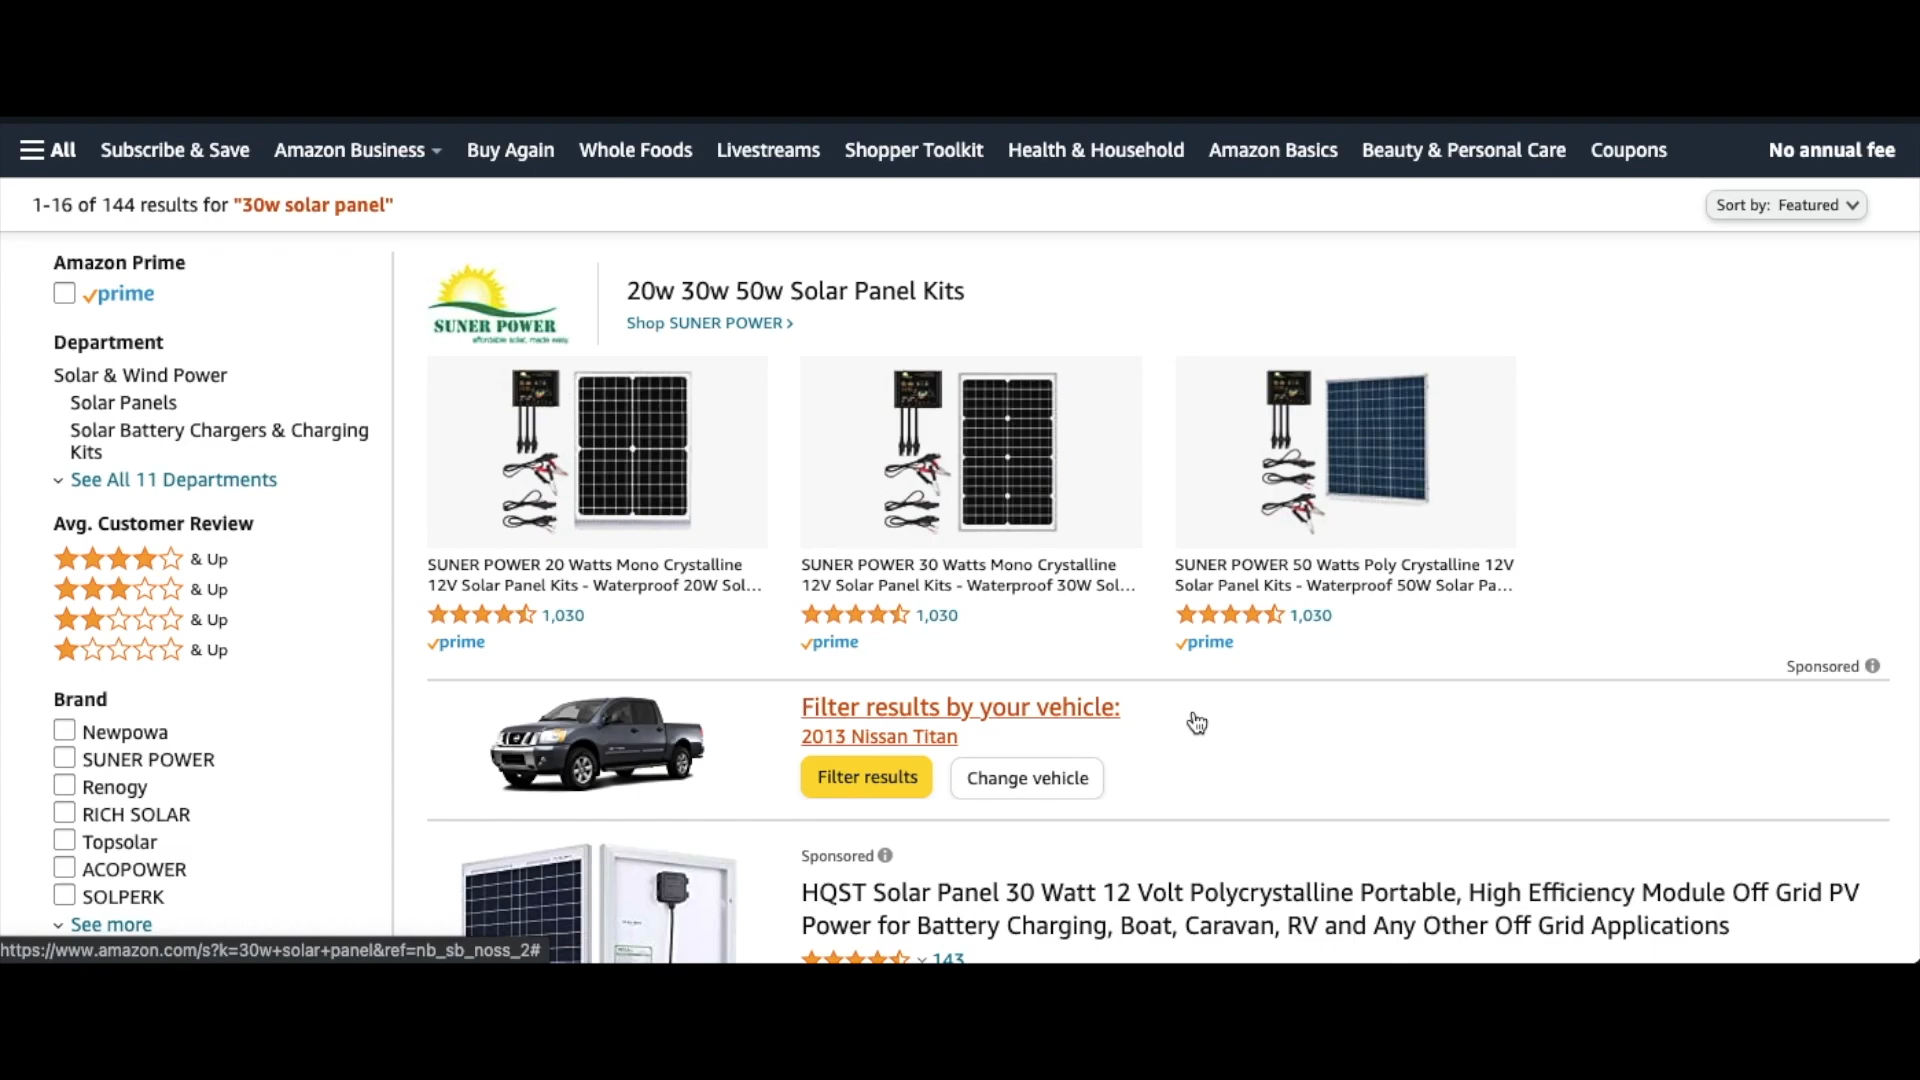 All Subscribe & Save Amazon Business Buy Again Whole Foods Livestreams Shopper Toolkit Health & Household Amazon Basics Beauty & Personal Care Coupons No annual fee
1-16 of 144 results for "30w solar panel"
Sort by: Featured
Amazon Prime
prime
Department
Solar & Wind Power
Solar Panels
Solar Battery Chargers & Charging
Kits
See All 11 Departments
Avg. Customer Review
& Up
& Up
& Up
& Up
Brand
Newpowa
SUNER POWER
Renogy
RICH SOLAR
Topsolar
ACOPOWER
SOLPERK
See more
SUNER POWER
affordable solar, made easy.
20w 30w 50w Solar Panel Kits
Shop SUNER POWER ›
SUNER POWER 20 Watts Mono Crystalline
12V Solar Panel Kits - Waterproof 20W Sol...
1,030
prime
SUNER POWER 30 Watts Mono Crystalline
12V Solar Panel Kits - Waterproof 30W Sol...
1,030
prime
SUNER POWER 50 Watts Poly Crystalline 12V
Solar Panel Kits - Waterproof 50W Solar Pa...
1,030
prime
Sponsored
Filter results by your vehicle:
2013 Nissan Titan
Filter results Change vehicle
Sponsored
HQST Solar Panel 30 Watt 12 Volt Polycrystalline Portable, High Efficiency Module Off Grid PV
Power for Battery Charging, Boat, Caravan, RV and Any Other Off Grid Applications
143
https://www.amazon.com/s?k=30w+solar+panel&ref=nb_sb_noss_2#